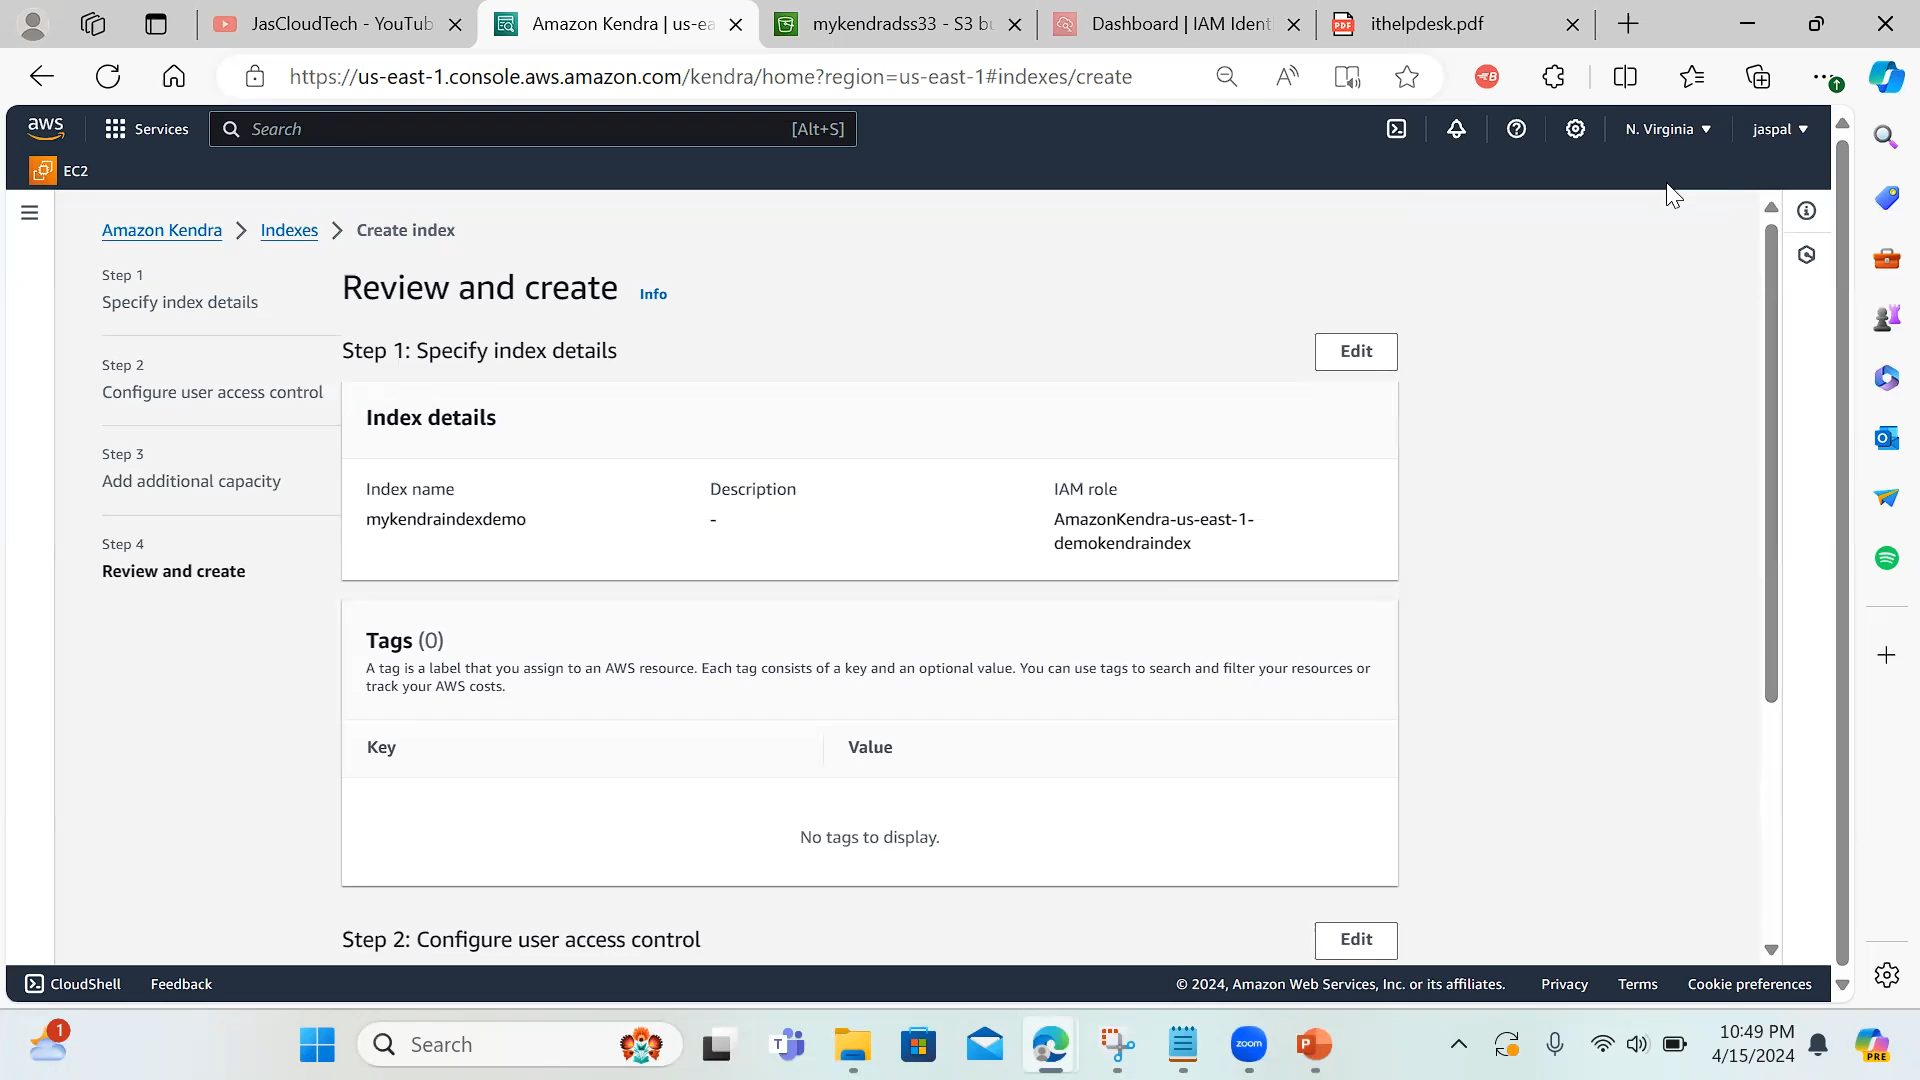 JasCloudTech - YouTub
Amazon Kendra | us-ea
mykendradss33 - S3 bu
Dashboard | IAM Ident
PDF
ithelpdesk.pdf
https://us-east-1.console.aws.amazon.com/kendra/home?region=us-east-1#indexes/create
aws
Services
Search
[Alt+S]
N. Virginia
jaspal
EC2
Amazon Kendra > Indexes > Create index
Step 1
Specify index details
Step 2
Configure user access control
Step 3
Add additional capacity
Step 4
Review and create
Review and create
Info
Step 1: Specify index details
Edit
Index details
Index name
mykendraindexdemo
Description
-
IAM role
AmazonKendra-us-east-1-
demokendraindex
Tags (0)
A tag is a label that you assign to an AWS resource. Each tag consists of a key and an optional value. You can use tags to search and filter your resources or
track your AWS costs.
Key
Value
No tags to display.
Step 2: Configure user access control
Edit
CloudShell
Feedback
© 2024, Amazon Web Services, Inc. or its affiliates.
Privacy
Terms
Cookie preferences
1
Search
zoom
10:49 PM
4/15/2024
PRE